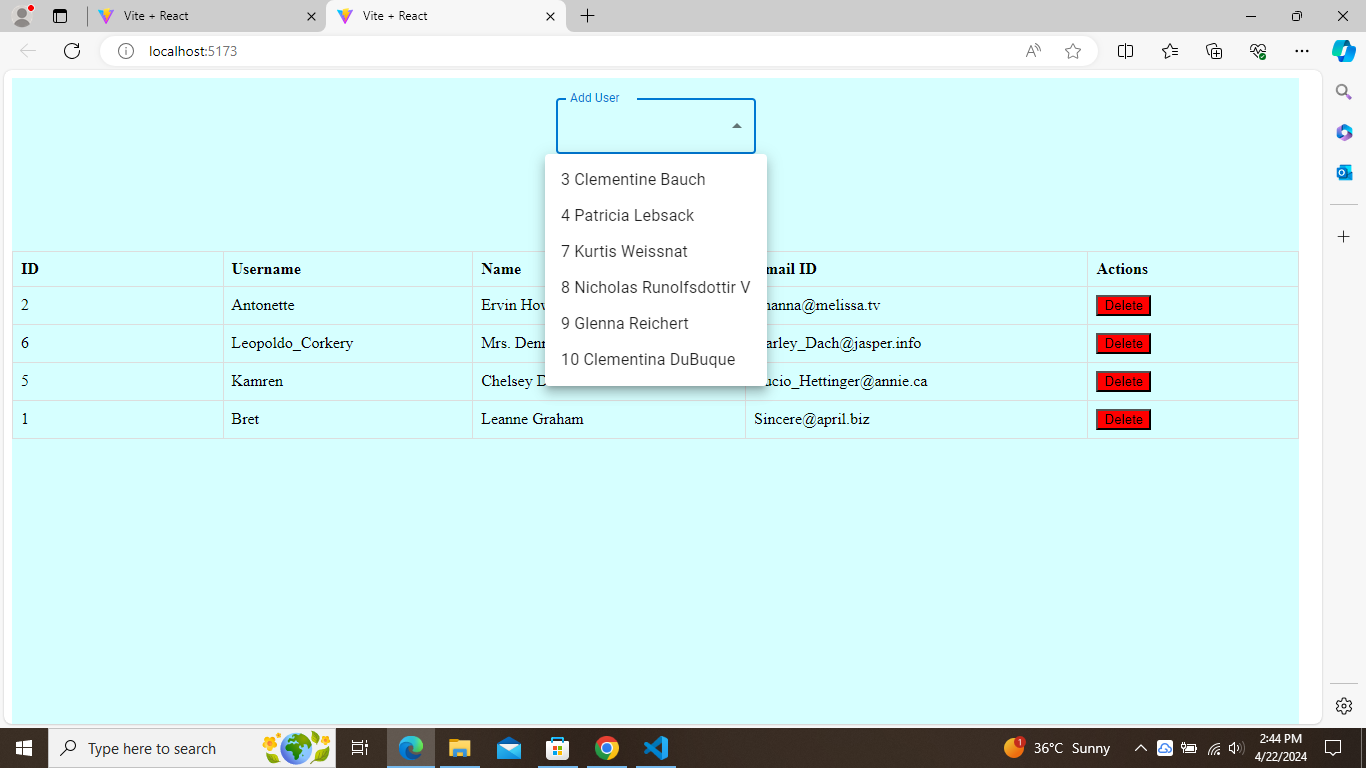 Vite + React
Vite + React
localhost:5173
Add User
3 Clementine Bauch
4 Patricia Lebsack
7 Kurtis Weissnat
8 Nicholas Runolfsdottir V
9 Glenna Reichert
10 Clementina DuBuque
ID Username Name mail ID Actions
2 Antonette Ervin anna@melissa.tv Delete
6 Leopoldo_Corkery Mrs. arley_Dach@jasper.info Delete
5 Kamren Chelsey ucio_Hettinger@annie.ca Delete
1 Bret Leanne Graham Sincere@april.biz Delete
Type here to search
1
36°C Sunny
2:44 PM
4/22/2024